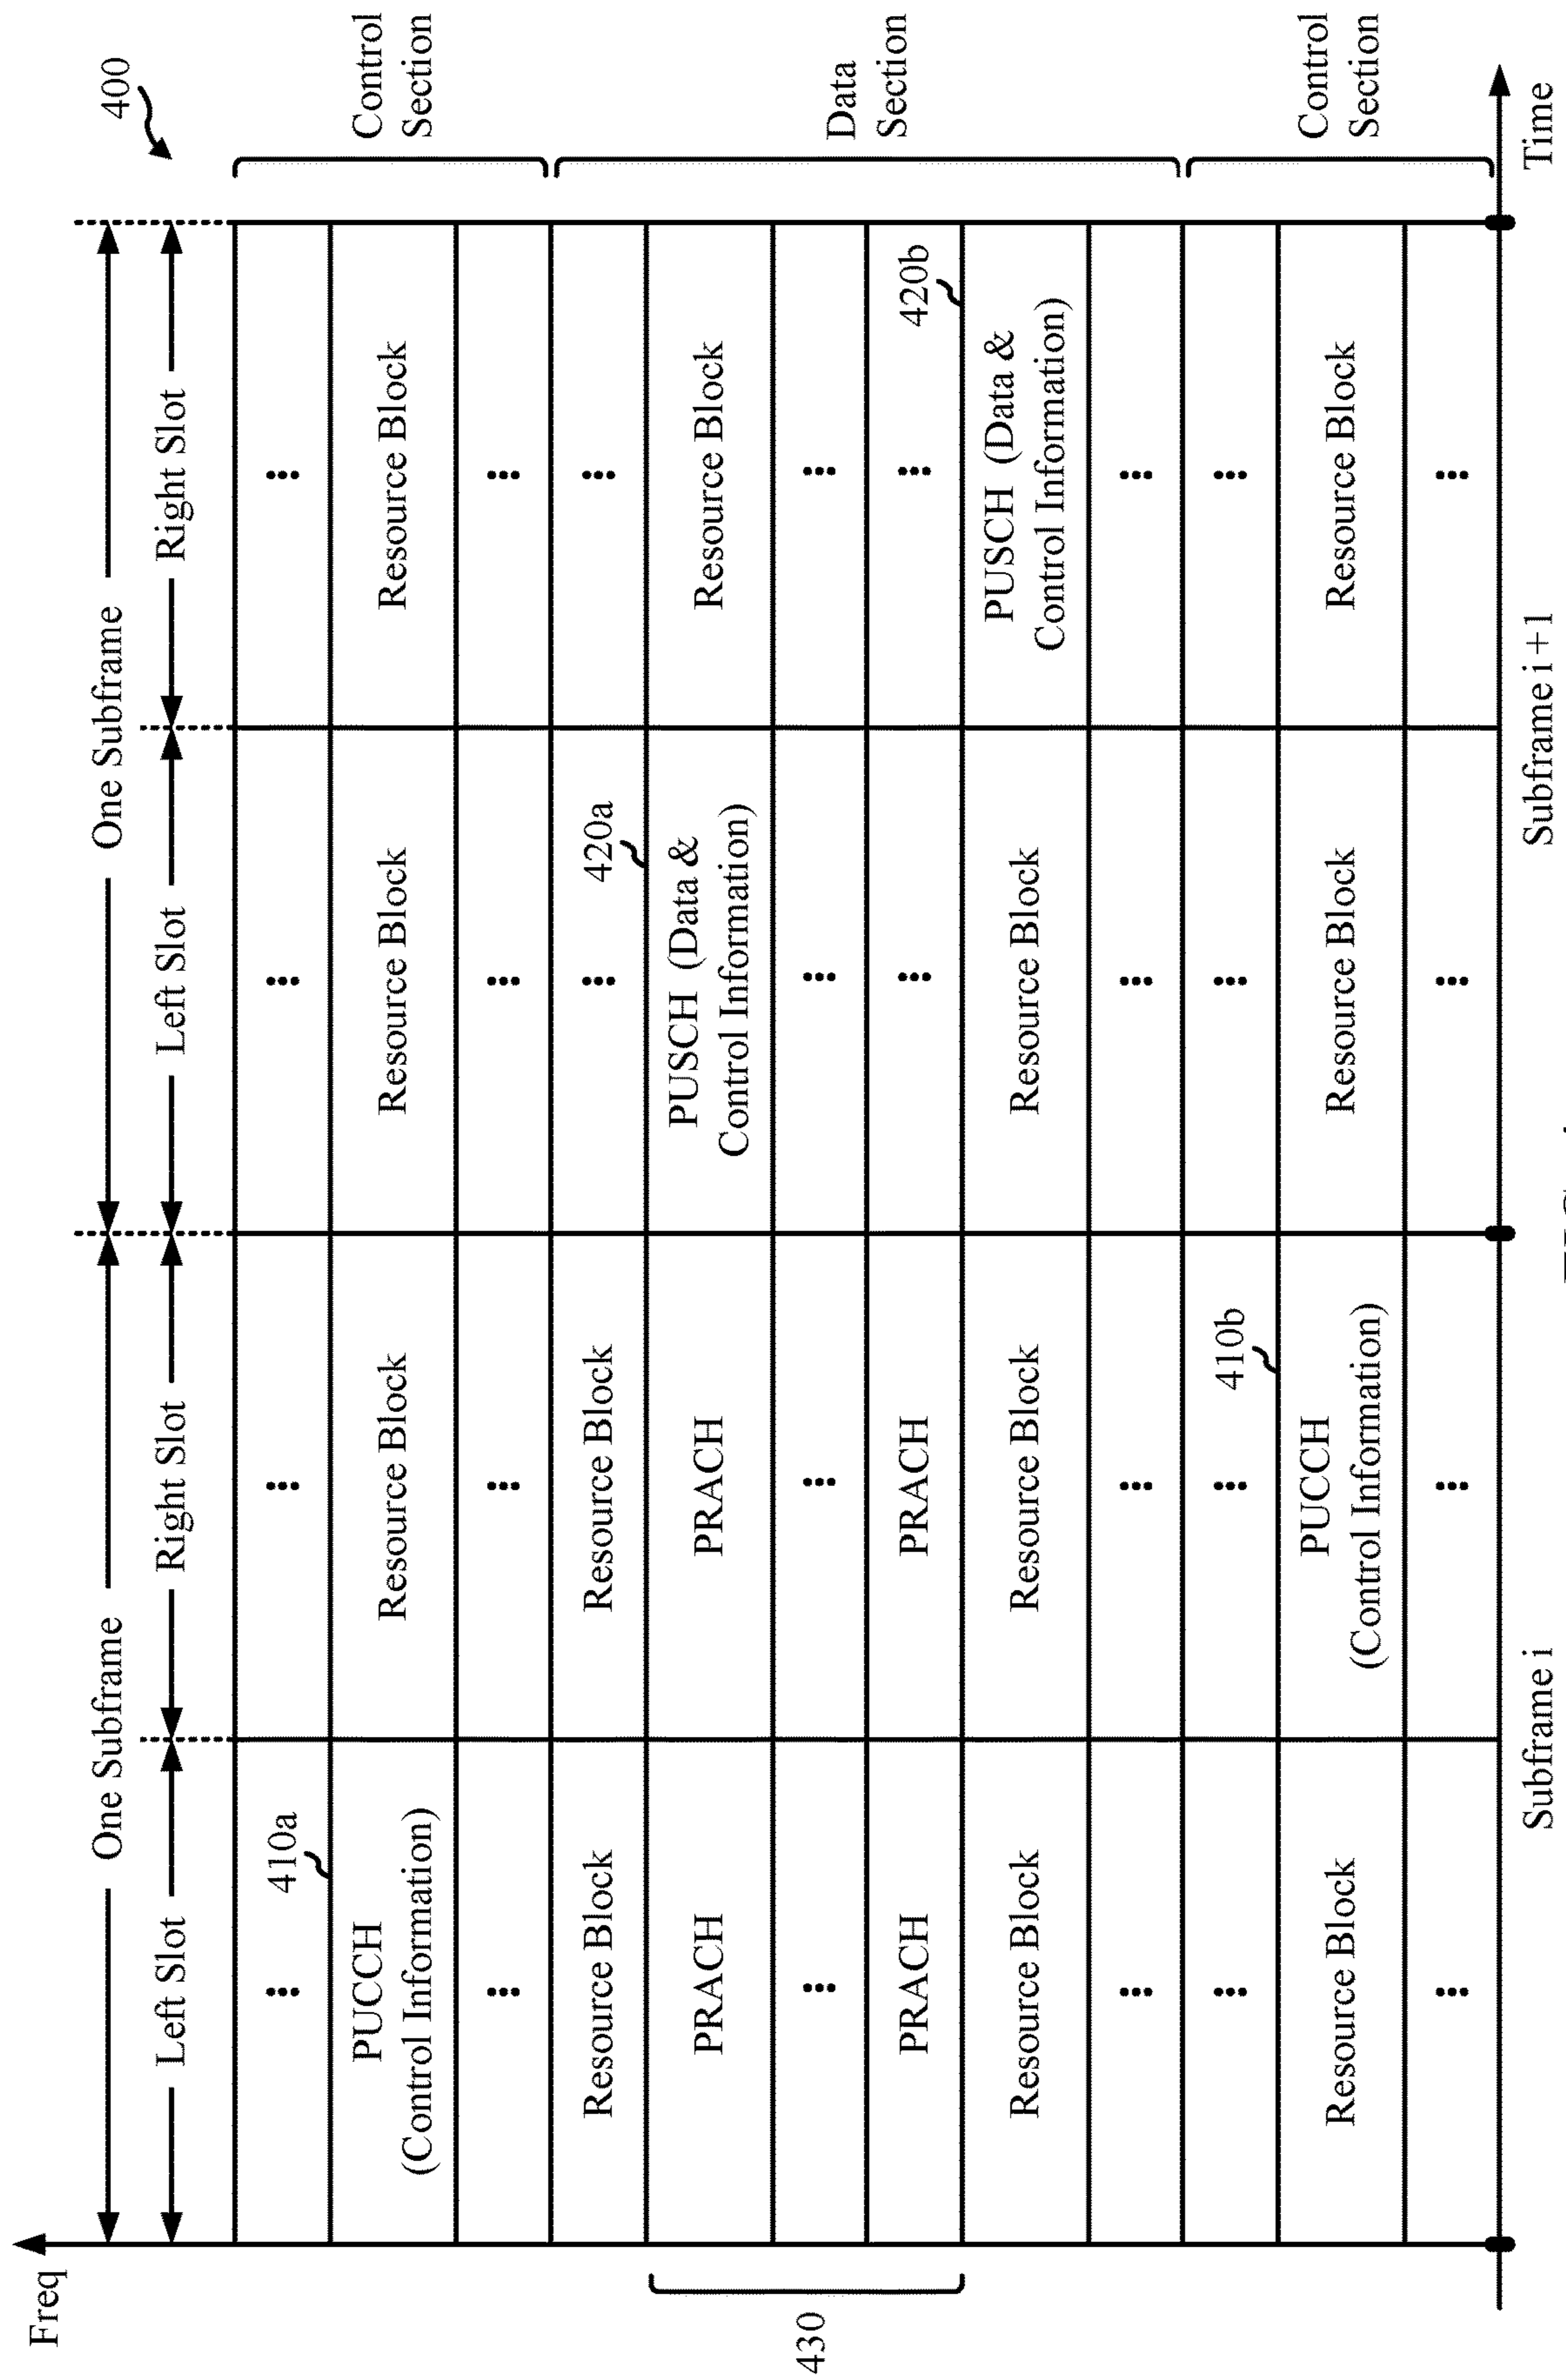 Freq
400
One Subframe
One Subframe
Left Slot
Right Slot
Left Slot
Right Slot
410a
PUCCH
(Control Information)
Resource Block
Resource Block
Resource Block
Control
Section
Resource Block
Resource Block
420a
430
PRACH
PRACH
PUSCH (Data &
Control Information)
Resource Block
Data
Section
PRACH
PRACH
420b
Resource Block
Resource Block
Resource Block
PUSCH (Data &
Control Information)
410b
Resource Block
PUCCH
(Control Information)
Resource Block
Resource Block
Control
Section
Subframe i
Subframe i+1
Time